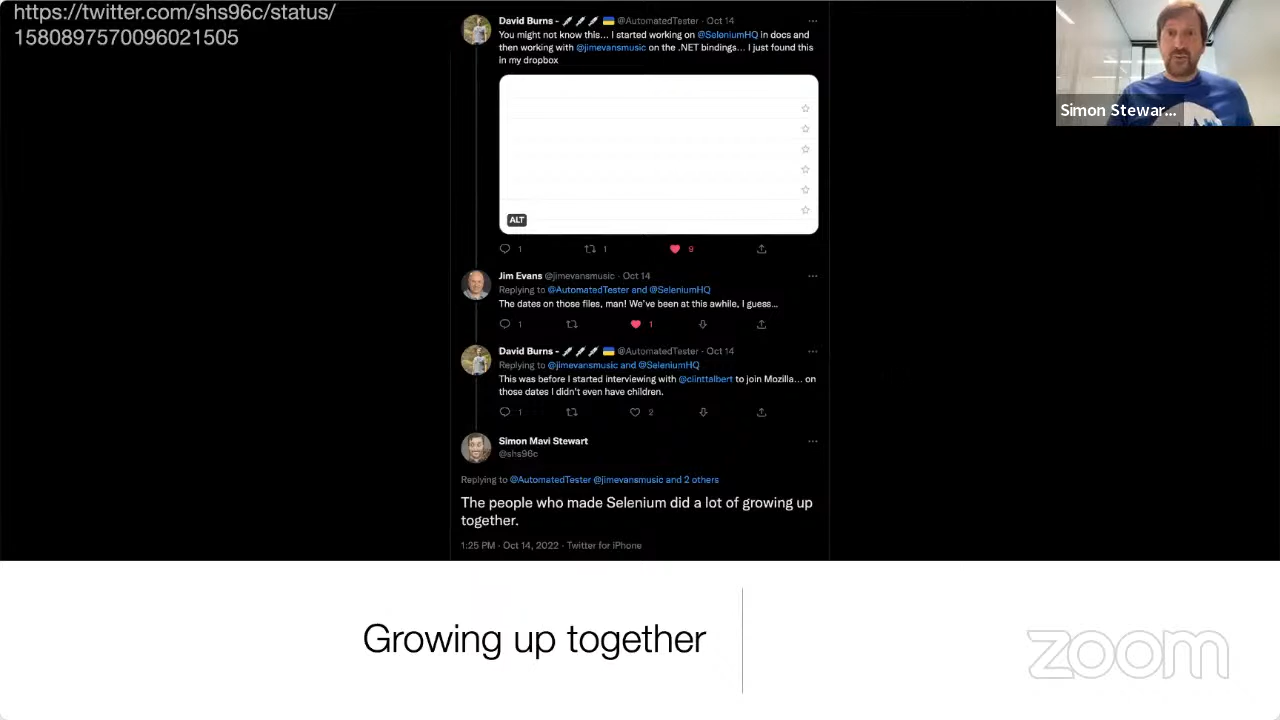 https://twitter.com/shs96c/status/
1580897570096021505
David Burns - @AutomatedTester · Oct 14
You might not know this... I started working on @SeleniumHQ in docs and
then working with @jimevansmusic on the .NET bindings... I just found this
in my dropbox
ALT
1 1 9
Jim Evans @jimevansmusic · Oct 14
Replying to @AutomatedTester and @SeleniumHQ
The dates on those files, man! We've been at this awhile, I guess...
1 1
David Burns - @AutomatedTester · Oct 14
Replying to @jimevansmusic and @SeleniumHQ
This was before I started interviewing with @clinttalbert to join Mozilla... on
those dates I didn't even have children.
1 2
Simon Mavi Stewart
@shs96c
Replying to @AutomatedTester @jimevansmusic and 2 others
The people who made Selenium did a lot of growing up
together.
1:25 PM · Oct 14, 2022 · Twitter for iPhone
Simon Stewar...
Growing up together
zoom